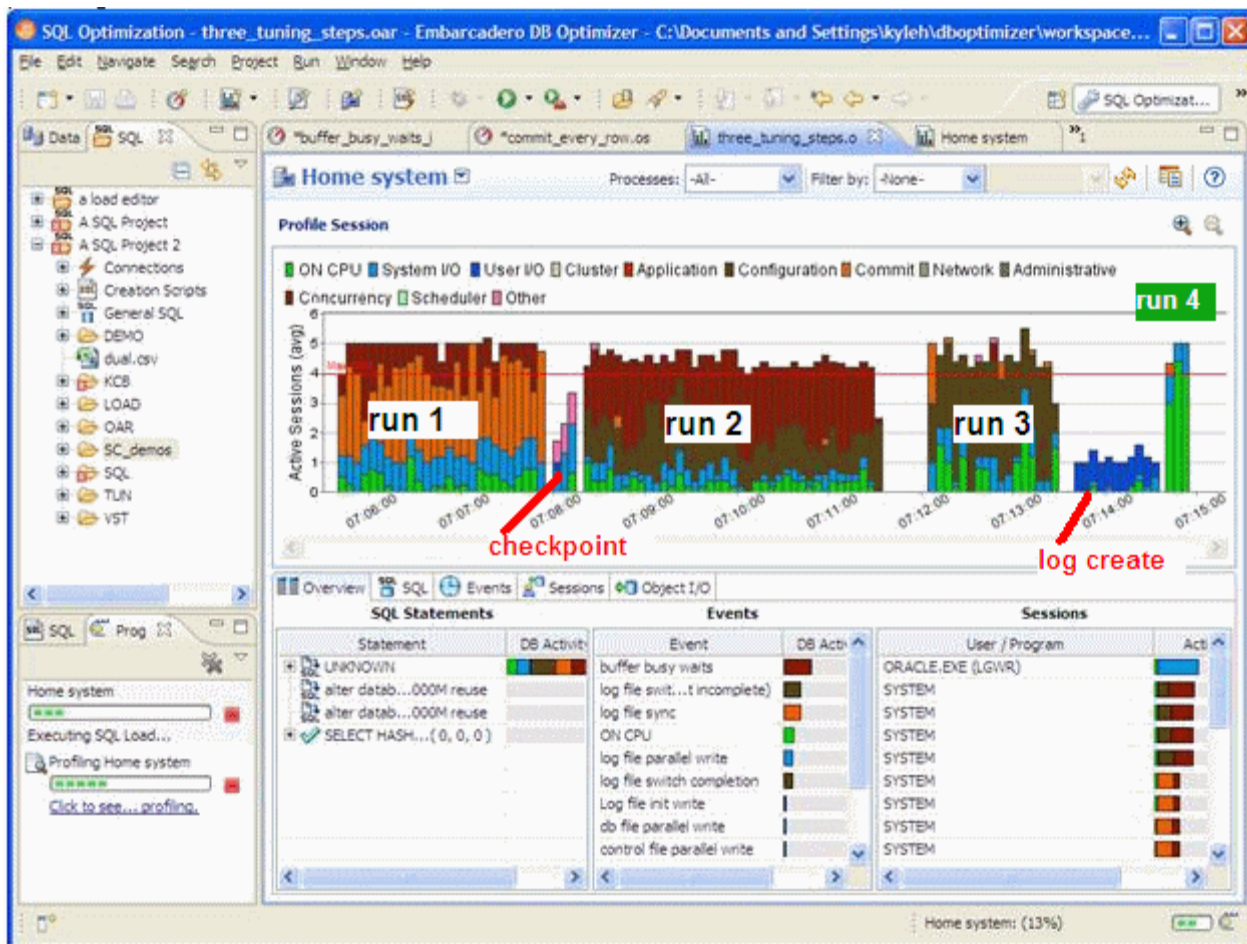 SQL Optimization - three_tuning_steps.oar - Embarcadero DB Optimizer - C:\Documents and Settings\kyleh\dboptimizer\workspace...
File Edit Navigate Search Project Run Window Help
SQL Optimizat...
Data SQL
*buffer_busy_waits_j
*commit_every_row.os
three_tuning_steps.o
Home system
1
a load editor
A SQL Project
A SQL Project 2
Connections
Creation Scripts
General SQL
DEMO
dual.csv
KCB
LOAD
OAR
SC_demos
SQL
TUN
VST
Home system
Processes: -All- Filter by: -None-
Profile Session
ON CPU System I/O User I/O Cluster Application Configuration Commit Network Administrative
Concurrency Scheduler Other
run 4
Active Sessions (avg)
6
5
4
3
2
1
0
run 1
run 2
run 3
07:06:00 07:07:00 07:08:00 07:09:00 07:10:00 07:11:00 07:12:00 07:13:00 07:14:00 07:15:00
checkpoint
log create
Overview SQL Events Sessions Object I/O
SQL Statements
Statement DB Activity
UNKNOWN
alter datab...000M reuse
alter datab...000M reuse
SELECT HASH...( 0, 0, 0 )
Events
Event DB Acti
buffer busy waits
log file swit...t incomplete)
log file sync
ON CPU
log file parallel write
log file switch completion
Log file init write
db file parallel write
control file parallel write
Sessions
User / Program Acti
ORACLE.EXE (LGWR)
SYSTEM
SYSTEM
SYSTEM
SYSTEM
SYSTEM
SYSTEM
SYSTEM
SYSTEM
SQL Prog
Home system
Executing SQL Load...
Profiling Home system
Click to see... profiling.
Home system: (13%)